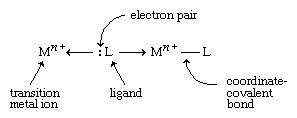 electron pair
Mⁿ⁺ :L Mⁿ⁺—L
transition
metal ion
ligand
coordinate-
covalent
bond